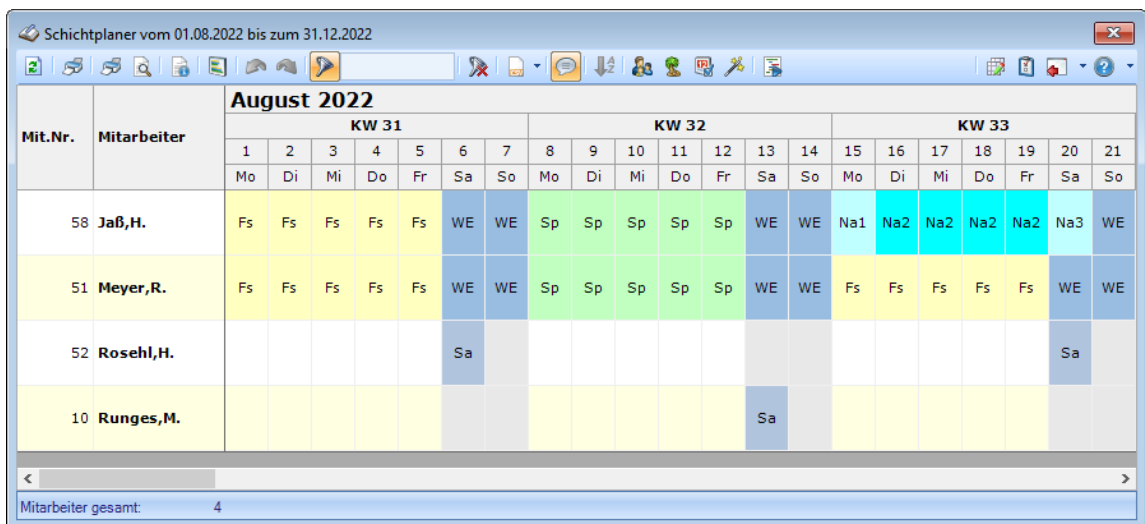 Schichtplaner vom 01.08.2022 bis zum 31.12.2022
August 2022
Mit.Nr. Mitarbeiter KW 31 KW 32 KW 33
1 2 3 4 5 6 7 8 9 10 11 12 13 14 15 16 17 18 19 20 21
Mo Di Mi Do Fr Sa So Mo Di Mi Do Fr Sa So Mo Di Mi Do Fr Sa So
58 Jaß,H. Fs Fs Fs Fs Fs WE WE Sp Sp Sp Sp Sp WE WE Na1 Na2 Na2 Na2 Na2 Na3 WE
51 Meyer,R. Fs Fs Fs Fs Fs WE WE Sp Sp Sp Sp Sp WE WE Fs Fs Fs Fs Fs WE WE
52 Rosehl,H. Sa Sa
10 Runges,M. Sa
Mitarbeiter gesamt: 4